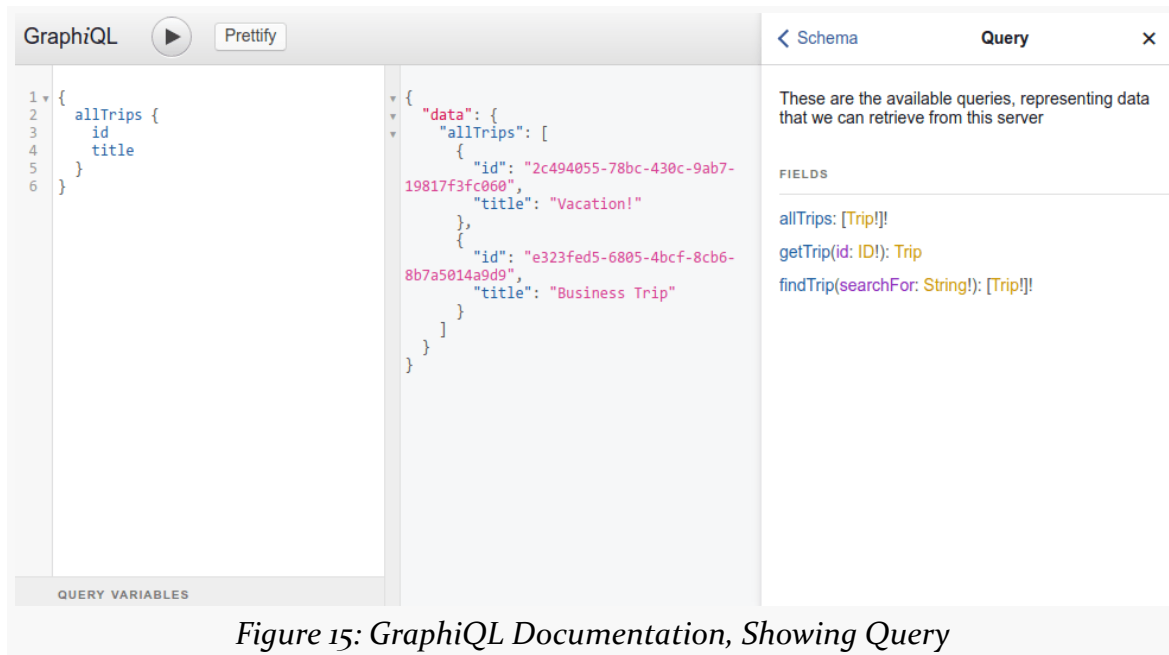 GraphiQL
Prettify
Schema
Query
1 {
2 allTrips {
3 id
4 title
5 }
6 }
QUERY VARIABLES
{
"data": {
"allTrips": [
{
"id": "2c494055-78bc-430c-9ab7-
19817f3fc060",
"title": "Vacation!"
},
{
"id": "e323fed5-6805-4bcf-8cb6-
8b7a5014a9d9",
"title": "Business Trip"
}
]
}
}
These are the available queries, representing data
that we can retrieve from this server
FIELDS
allTrips: [Trip!]!
getTrip(id: ID!): Trip
findTrip(searchFor: String!): [Trip!]!
Figure 15: GraphiQL Documentation, Showing Query